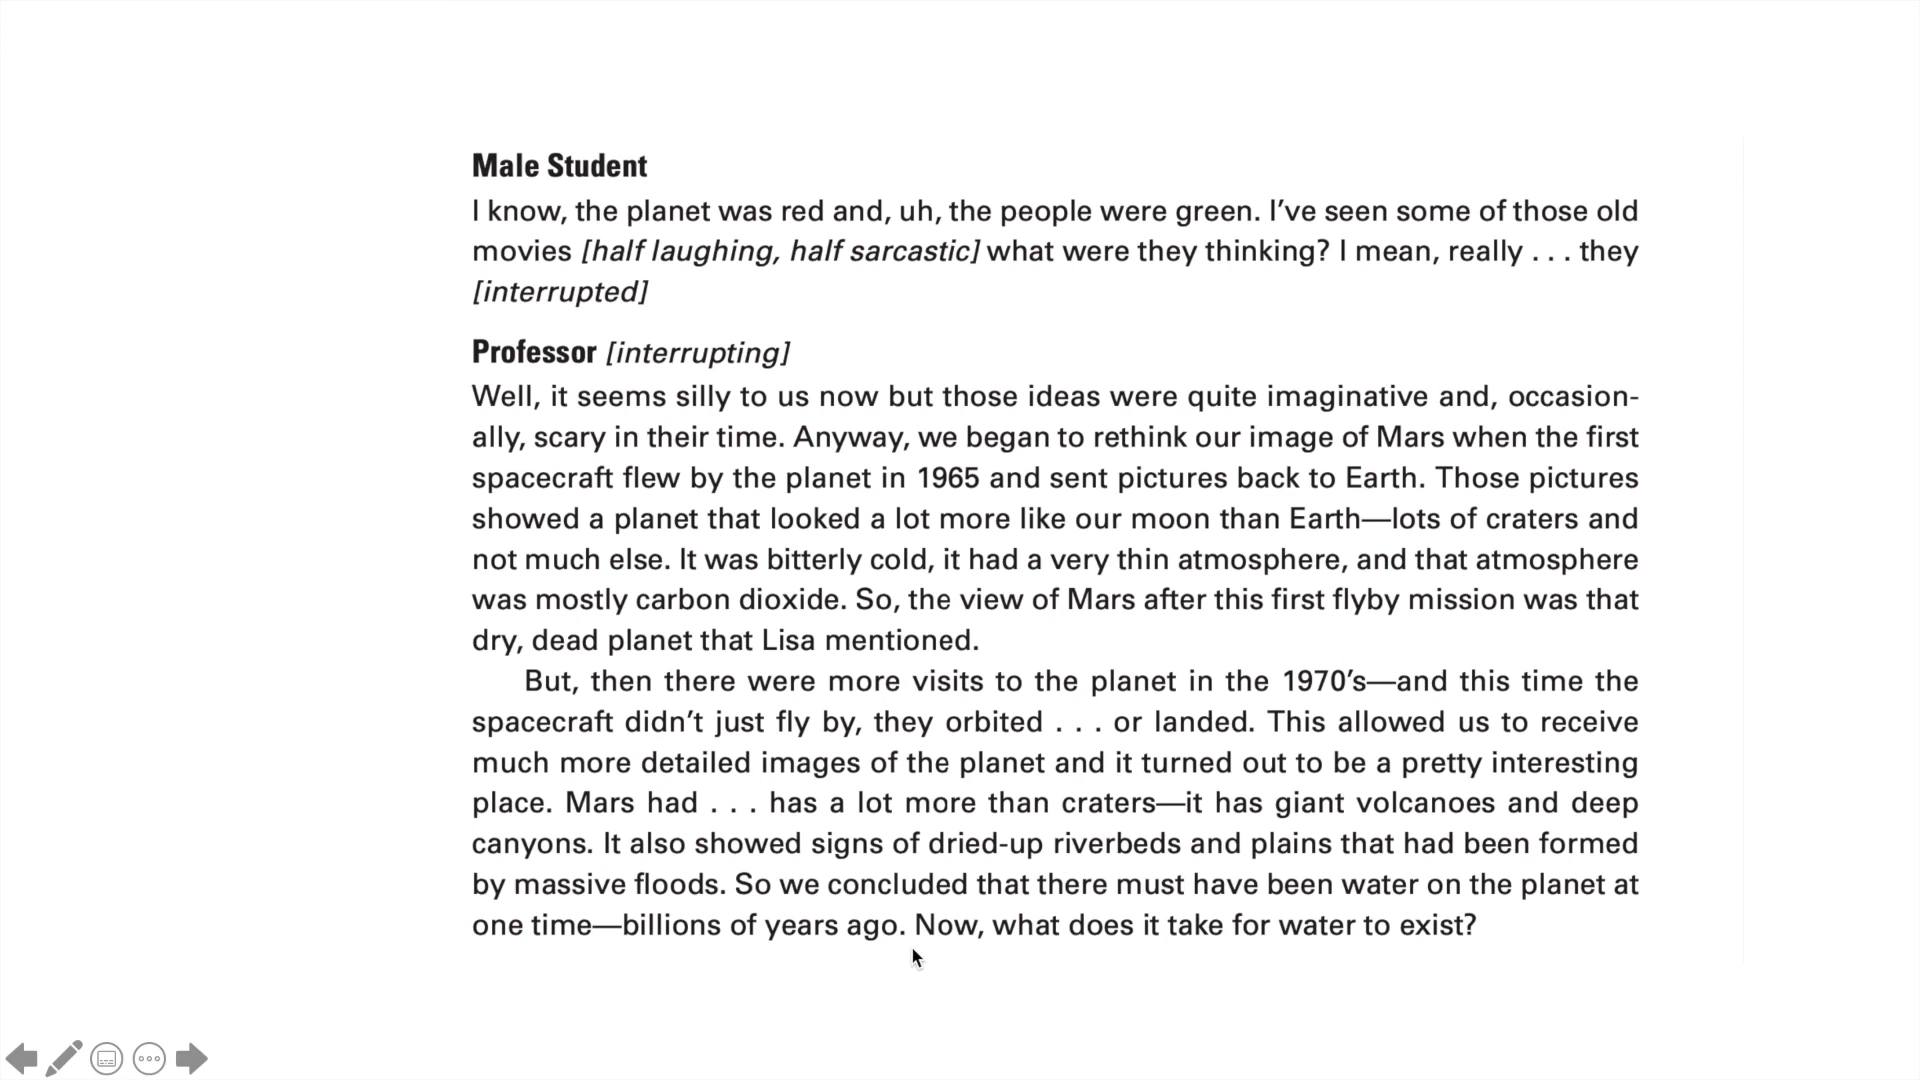 Male Student
I know, the planet was red and, uh, the people were green. I’ve seen some of those old
movies [half laughing, half sarcastic] what were they thinking? I mean, really . . . they
[interrupted]
Professor [interrupting]
Well, it seems silly to us now but those ideas were quite imaginative and, occasion-
ally, scary in their time. Anyway, we began to rethink our image of Mars when the first
spacecraft flew by the planet in 1965 and sent pictures back to Earth. Those pictures
showed a planet that looked a lot more like our moon than Earth—lots of craters and
not much else. It was bitterly cold, it had a very thin atmosphere, and that atmosphere
was mostly carbon dioxide. So, the view of Mars after this first flyby mission was that
dry, dead planet that Lisa mentioned.
But, then there were more visits to the planet in the 1970’s—and this time the
spacecraft didn’t just fly by, they orbited . . . or landed. This allowed us to receive
much more detailed images of the planet and it turned out to be a pretty interesting
place. Mars had . . . has a lot more than craters—it has giant volcanoes and deep
canyons. It also showed signs of dried-up riverbeds and plains that had been formed
by massive floods. So we concluded that there must have been water on the planet at
one time—billions of years ago. Now, what does it take for water to exist?